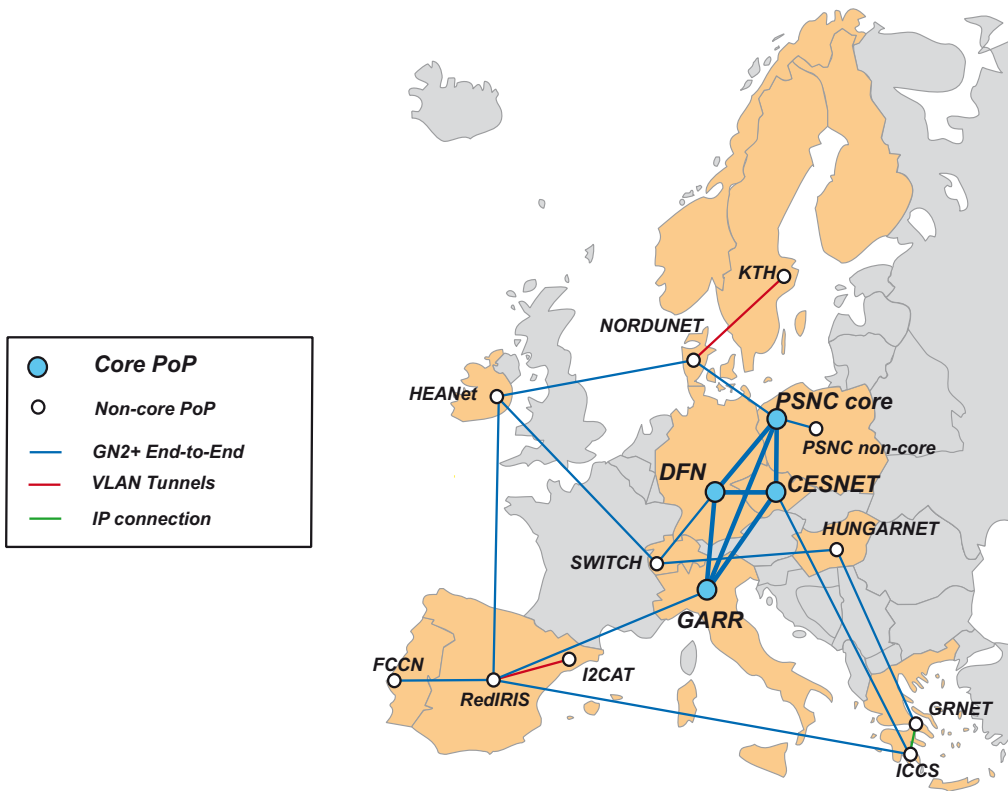 Core PoP
Non-core PoP
GN2+ End-to-End
VLAN Tunnels
IP connection
KTH
NORDUNET
HEANet
PSNC core
PSNC non-core
DFN
CESNET
HUNGARNET
SWITCH
GARR
FCCN
I2CAT
RedIRIS
GRNET
ICCS